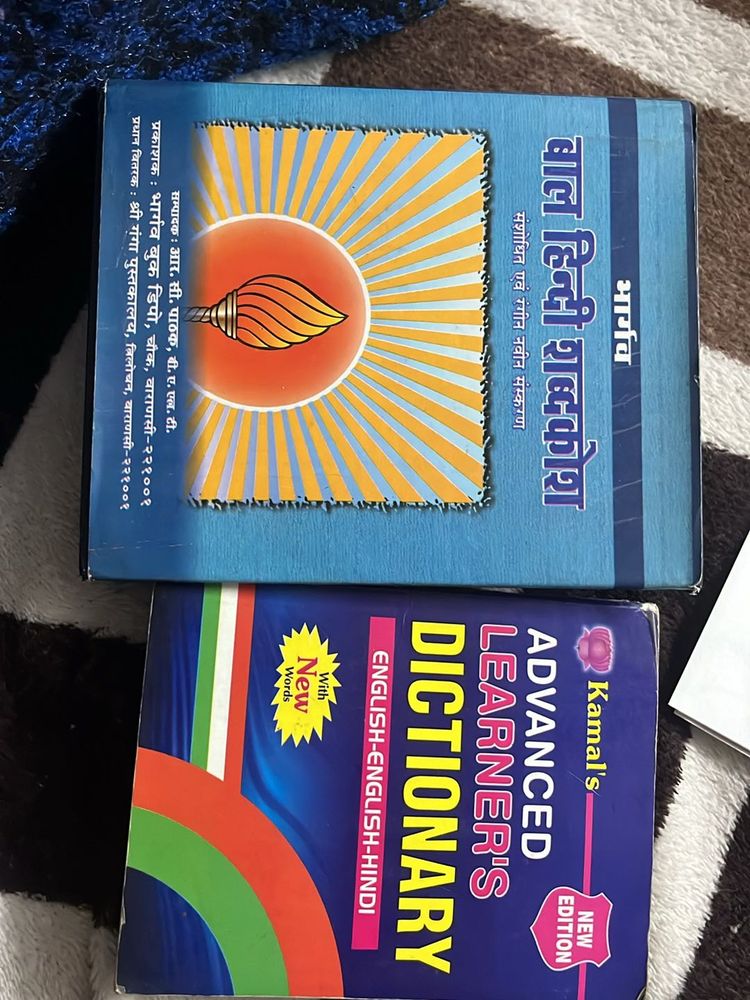 भार्गव
बाल हिन्दी शब्दकोश
संशोधित एवं रंगीन नवीन संस्करण
सम्पादक : आर. सी. पाठक, बी. ए. एल. टी.
प्रकाशक : भार्गव बुक डिपो, चौक, वाराणसी-२२१००१
प्रधान वितरक : श्री गंगा पुस्तकालय, त्रिलोचन, वाराणसी-२२१००१
Kamal's
NEW
EDITION
ADVANCED
LEARNER'S
DICTIONARY
ENGLISH-ENGLISH-HINDI
With
New
Words